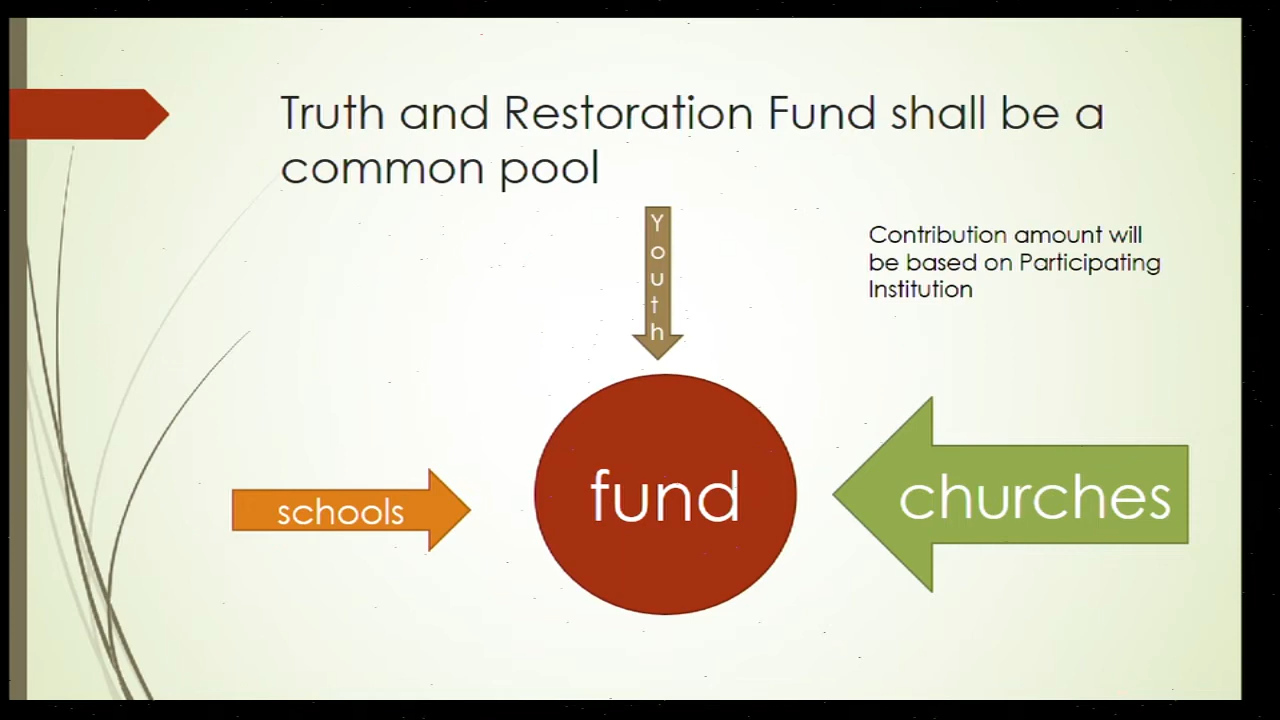 Truth and Restoration Fund shall be a
common pool
Youth
Contribution amount will
be based on Participating
Institution
schools
fund
churches